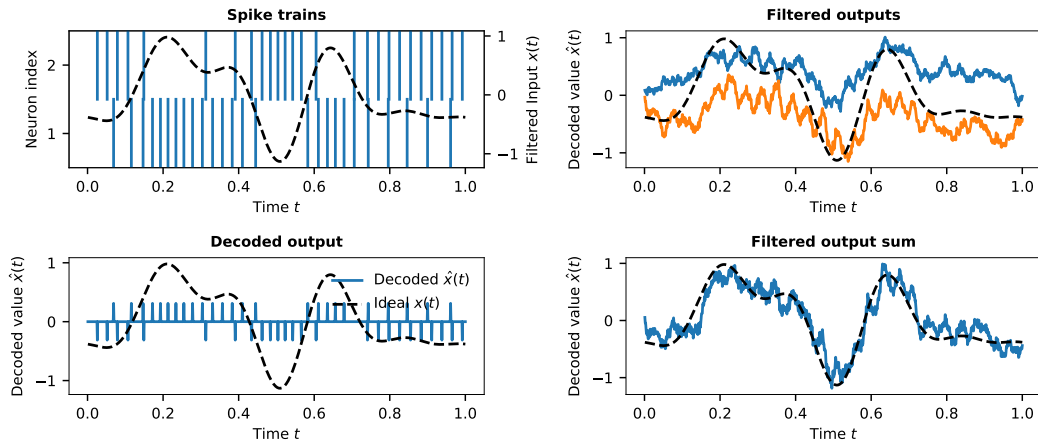 Spike trains
Neuron index
2
1
Filtered Input x(t)
1
0
−1
0.0 0.2 0.4 0.6 0.8 1.0
Time t
Filtered outputs
Decoded value x̂(t)
1
0
−1
0.0 0.2 0.4 0.6 0.8 1.0
Time t
Decoded output
Decoded value x̂(t)
1
0
−1
Decoded x̂(t)
Ideal x(t)
0.0 0.2 0.4 0.6 0.8 1.0
Time t
Filtered output sum
Decoded value x̂(t)
1
0
−1
0.0 0.2 0.4 0.6 0.8 1.0
Time t